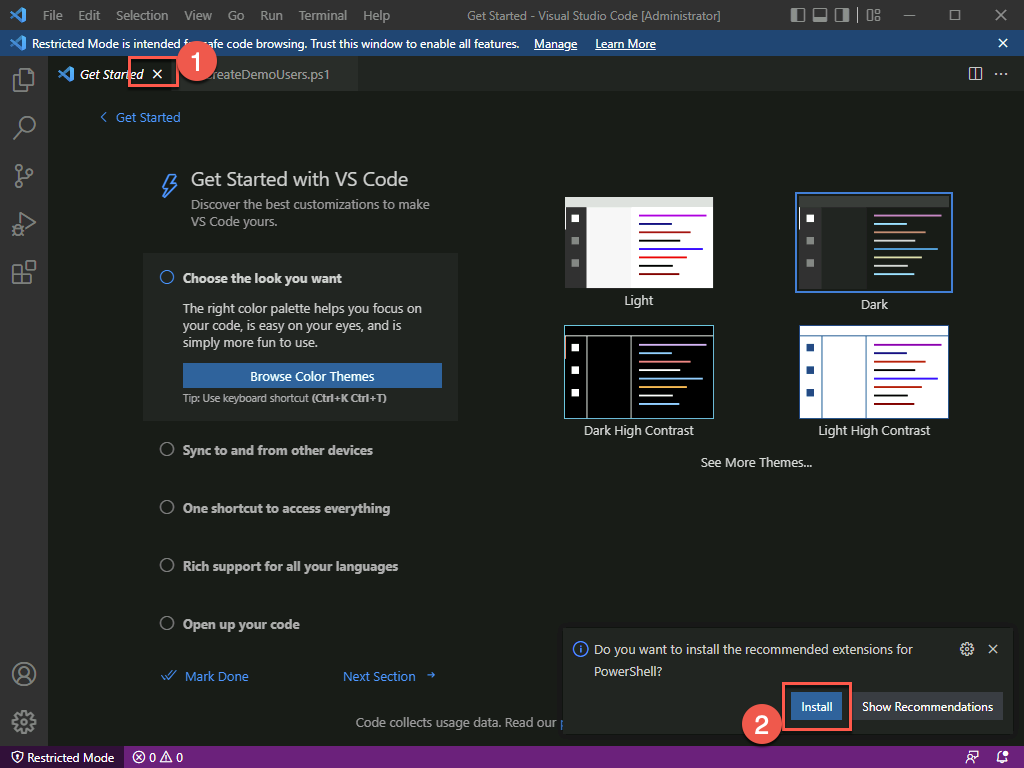 File Edit Selection View Go Run Terminal Help Get Started - Visual Studio Code [Administrator]
Restricted Mode is intended for safe code browsing. Trust this window to enable all features. Manage Learn More
1
Get Started reateDemoUsers.ps1
Get Started
Get Started with VS Code
Discover the best customizations to make
VS Code yours.
Choose the look you want
The right color palette helps you focus on
your code, is easy on your eyes, and is
simply more fun to use.
Browse Color Themes
Tip: Use keyboard shortcut (Ctrl+K Ctrl+T)
Sync to and from other devices
One shortcut to access everything
Rich support for all your languages
Open up your code
Mark Done Next Section
Light
Dark
Dark High Contrast
Light High Contrast
See More Themes...
Code collects usage data. Read our
Do you want to install the recommended extensions for
PowerShell?
2
Install Show Recommendations
Restricted Mode 0 0